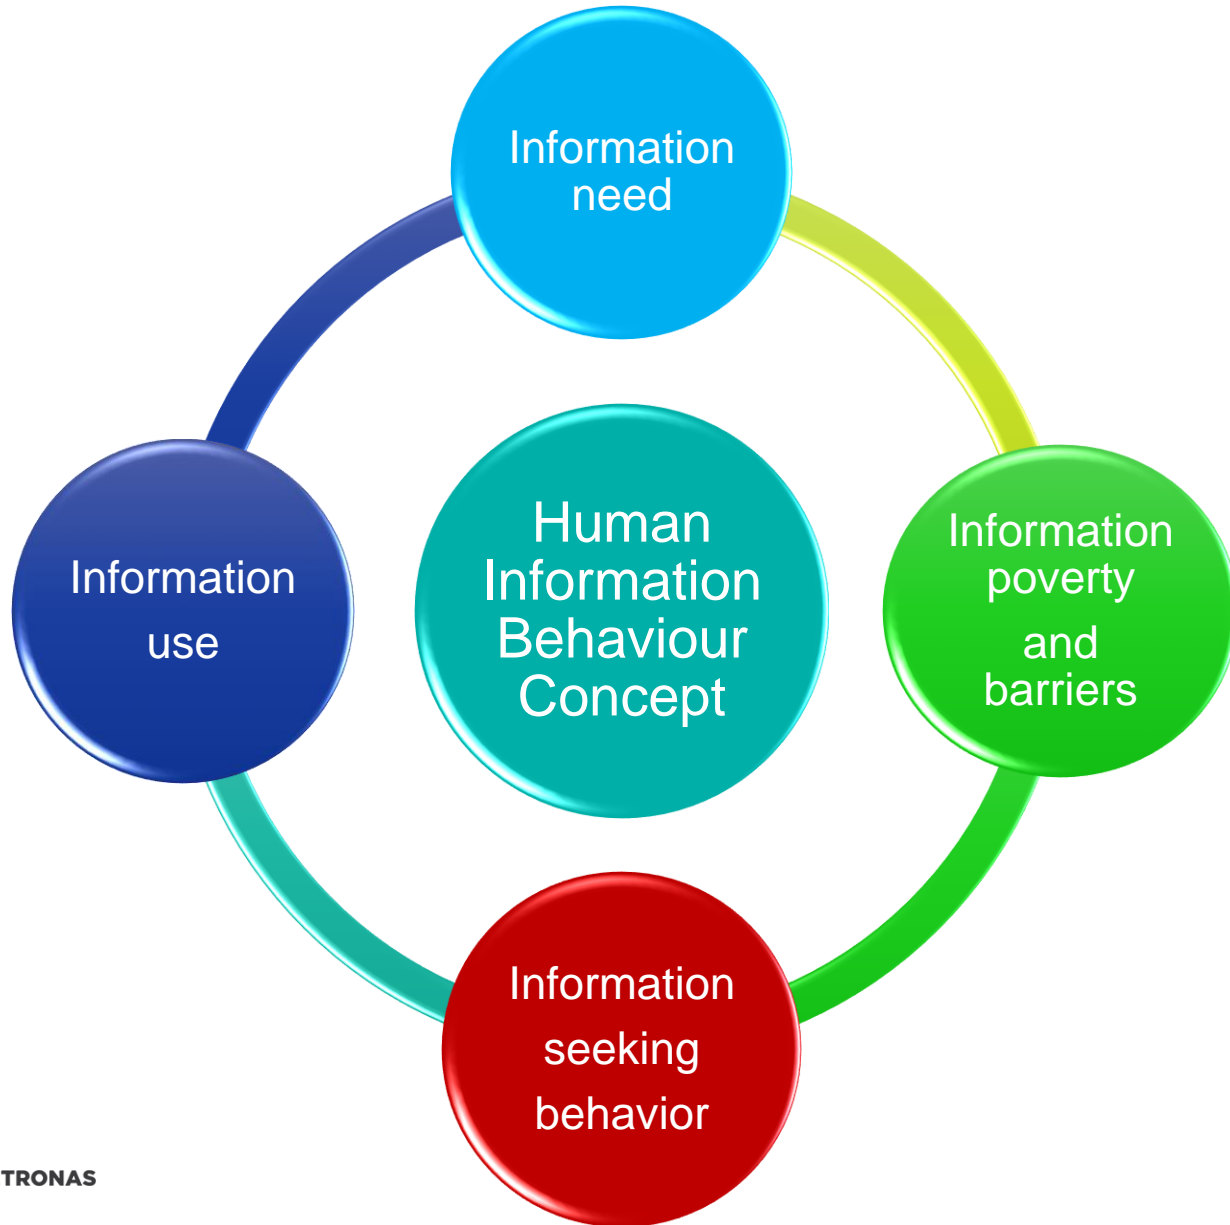 Information
need
Human
Information
Behaviour
Concept
Information
poverty
and
barriers
Information
use
Information
seeking
behavior
TRONAS